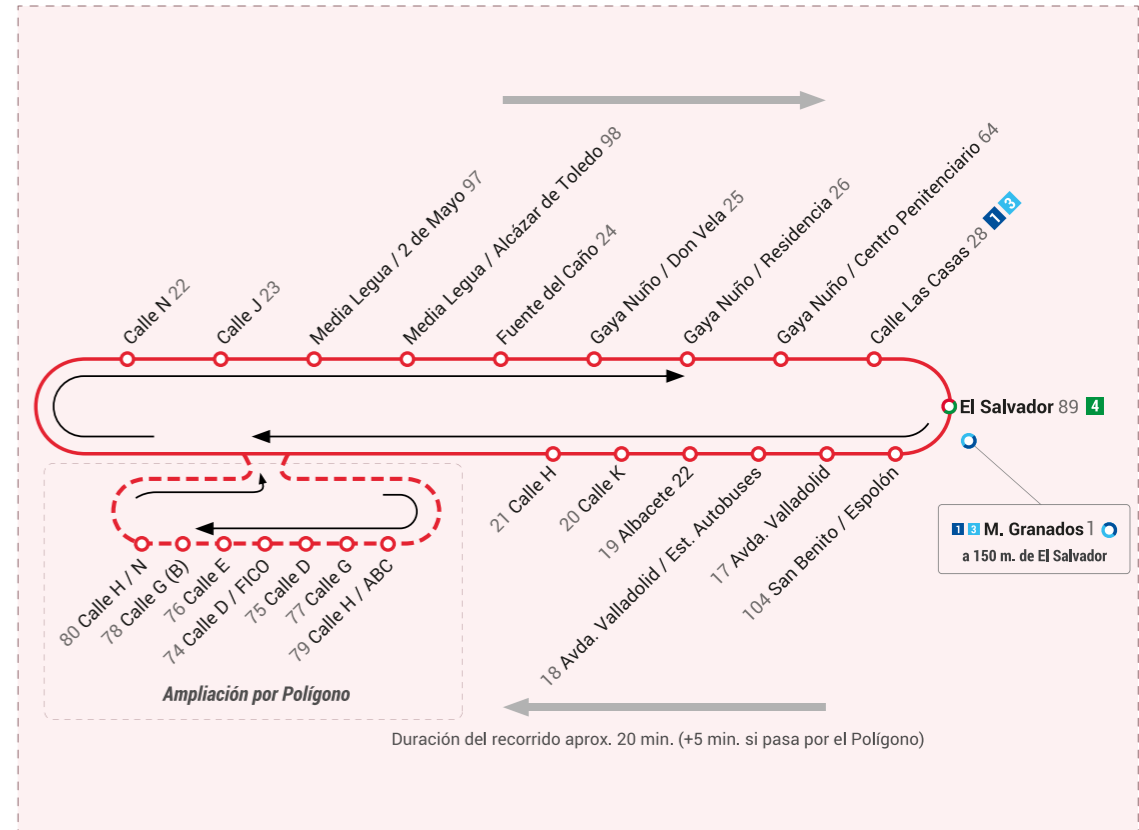 Calle N 22
Calle J 23
Media Legua / 2 de Mayo 97
Media Legua / Alcázar de Toledo 98
Fuente del Caño 24
Gaya Nuño / Don Vela 25
Gaya Nuño / Residencia 26
Gaya Nuño / Centro Penitenciario 64
Calle Las Casas 28 1 3
El Salvador 89 4
1 3 M. Granados 1
a 150 m. de El Salvador
21 Calle H
20 Calle K
19 Albacete 22
18 Avda. Valladolid / Est. Autobuses
17 Avda. Valladolid
104 San Benito / Espolón
80 Calle H / N
78 Calle G (B)
76 Calle E
74 Calle D / FICO
75 Calle D
77 Calle G
79 Calle H / ABC
Ampliación por Polígono
Duración del recorrido aprox. 20 min. (+5 min. si pasa por el Polígono)